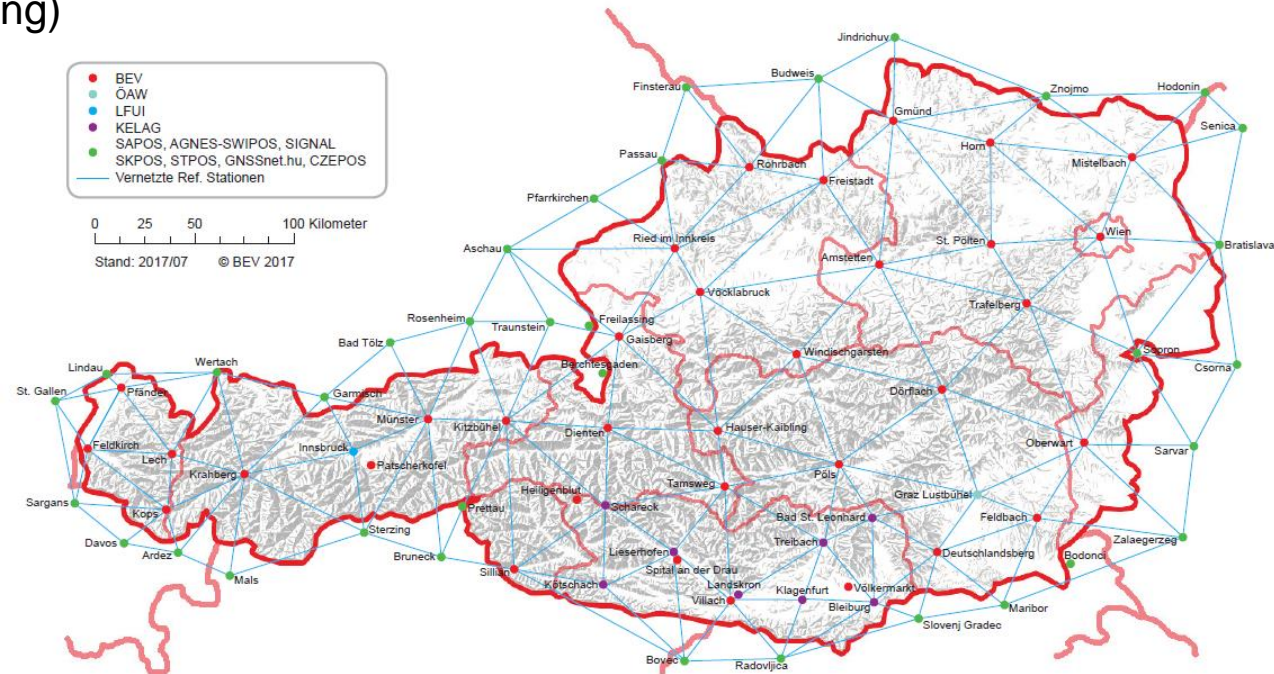 ng)
BEV
ÖAW
LFUI
KELAG
SAPOS, AGNES-SWIPOS, SIGNAL
SKPOS, STPOS, GNSSnet.hu, CZEPOS
Vernetzte Ref. Stationen
0 25 50 100 Kilometer
Stand: 2017/07 © BEV 2017
Jindrichuv
Budweis
Finsterau
Znojmo
Hodonin
Gmünd
Senica
Horn
Passau
Rohrbach
Mistelbach
Freistadt
Pfarrkirchen
Ried im Innkreis
St. Pölten
Wien
Aschau
Bratislava
Amstetten
Vöcklabruck
Trafelberg
Rosenheim
Traunstein
Freilassing
Gaisberg
Bad Tölz
Sopron
Windischgarsten
Wertach
Lindau
Berchtesgaden
Csorna
St. Gallen
Pfänder
Garmisch
Dörflach
Münster
Kitzbühel
Dienten
Hauser-Kaibling
Feldkirch
Innsbruck
Oberwart
Sarvar
Lech
Patscherkofel
Krahberg
Pöls
Tamsweg
Heiligenblut
Graz Lustbühel
Sargans
Kops
Prettau
Schareck
Bad St. Leonhard
Feldbach
Sterzing
Treibach
Zalaegerzeg
Davos
Ardez
Bruneck
Lieserhofen
Deutschlandsberg
Bodonci
Sillian
Spital an der Drau
Mals
Kötschach
Landskron
Klagenfurt
Völkermarkt
Villach
Bleiburg
Maribor
Slovenj Gradec
Bovec
Radovljica